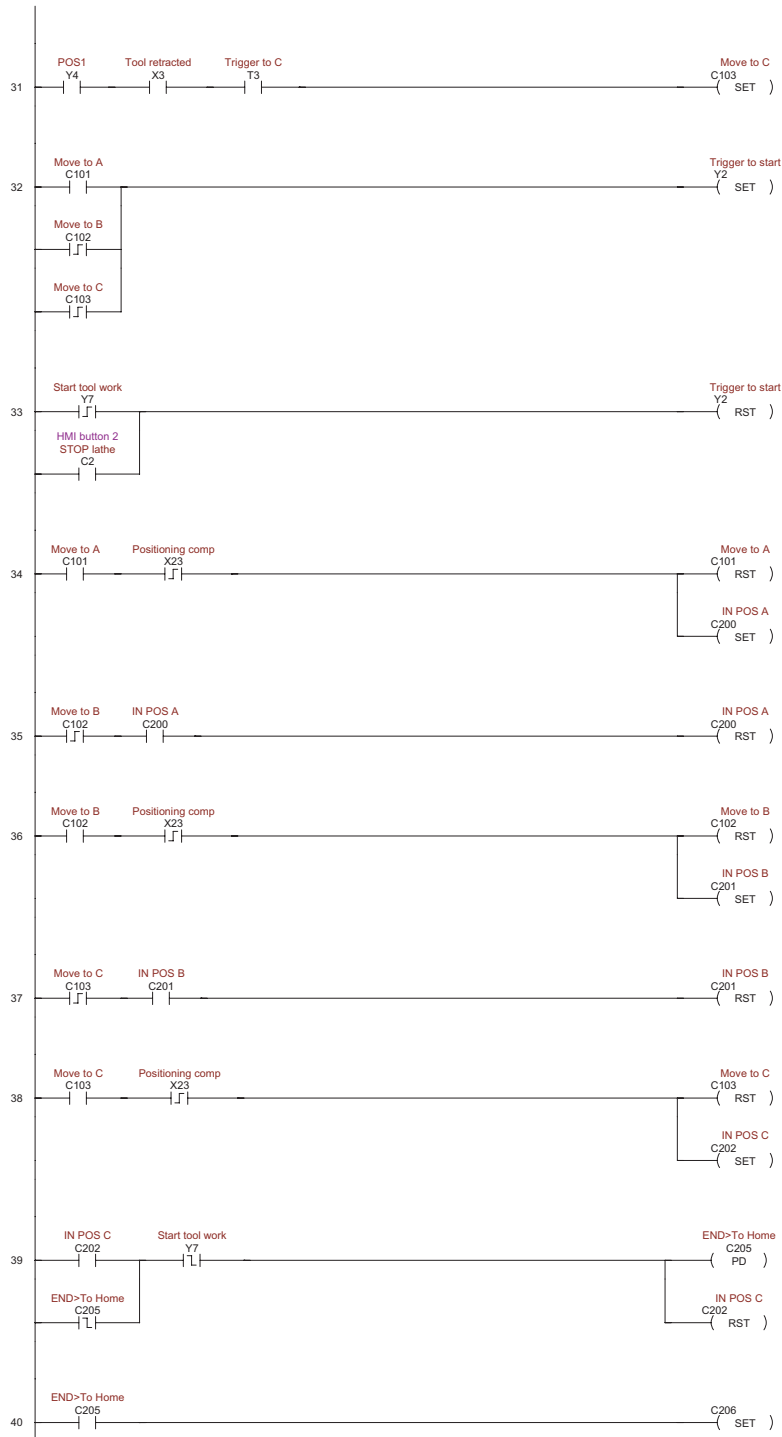 POS1 Tool retracted Trigger to C Move to C
Y4 X3 T3 C103
31 SET
Move to A Trigger to start
C101 Y2
32 SET
Move to B
C102
Move to C
C103
Start tool work Trigger to start
Y7 Y2
33 RST
HMI button 2
STOP lathe
C2
Move to A Positioning comp Move to A
C101 X23 C101
34 RST
IN POS A
C200
SET
Move to B IN POS A IN POS A
C102 C200 C200
35 RST
Move to B Positioning comp Move to B
C102 X23 C102
36 RST
IN POS B
C201
SET
Move to C IN POS B IN POS B
C103 C201 C201
37 RST
Move to C Positioning comp Move to C
C103 X23 C103
38 RST
IN POS C
C202
SET
IN POS C Start tool work END>To Home
C202 Y7 C205
39 PD
END>To Home IN POS C
C205 C202
RST
END>To Home
C205 C206
40 SET